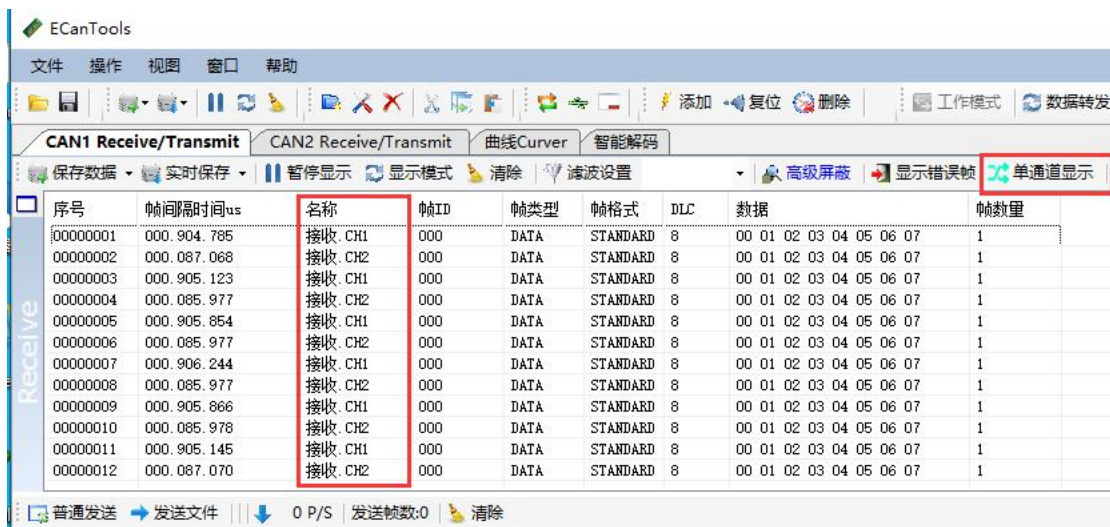 ECanTools
文件 操作 视图 窗口 帮助
添加 复位 删除 工作模式 数据转发
CAN1 Receive/Transmit CAN2 Receive/Transmit 曲线Curver 智能解码
保存数据 实时保存 暂停显示 显示模式 清除 滤波设置 高级屏蔽 显示错误帧 单通道显示
序号 帧间隔时间us 名称 帧ID 帧类型 帧格式 DLC 数据 帧数量
00000001 000.904.785 接收.CH1 000 DATA STANDARD 8 00 01 02 03 04 05 06 07 1
00000002 000.087.068 接收.CH2 000 DATA STANDARD 8 00 01 02 03 04 05 06 07 1
00000003 000.905.123 接收.CH1 000 DATA STANDARD 8 00 01 02 03 04 05 06 07 1
00000004 000.085.977 接收.CH2 000 DATA STANDARD 8 00 01 02 03 04 05 06 07 1
00000005 000.905.854 接收.CH1 000 DATA STANDARD 8 00 01 02 03 04 05 06 07 1
00000006 000.085.977 接收.CH2 000 DATA STANDARD 8 00 01 02 03 04 05 06 07 1
00000007 000.906.244 接收.CH1 000 DATA STANDARD 8 00 01 02 03 04 05 06 07 1
00000008 000.085.977 接收.CH2 000 DATA STANDARD 8 00 01 02 03 04 05 06 07 1
00000009 000.905.866 接收.CH1 000 DATA STANDARD 8 00 01 02 03 04 05 06 07 1
00000010 000.085.978 接收.CH2 000 DATA STANDARD 8 00 01 02 03 04 05 06 07 1
00000011 000.905.145 接收.CH1 000 DATA STANDARD 8 00 01 02 03 04 05 06 07 1
00000012 000.087.070 接收.CH2 000 DATA STANDARD 8 00 01 02 03 04 05 06 07 1
Receive
普通发送 发送文件 0 P/S 发送帧数:0 清除